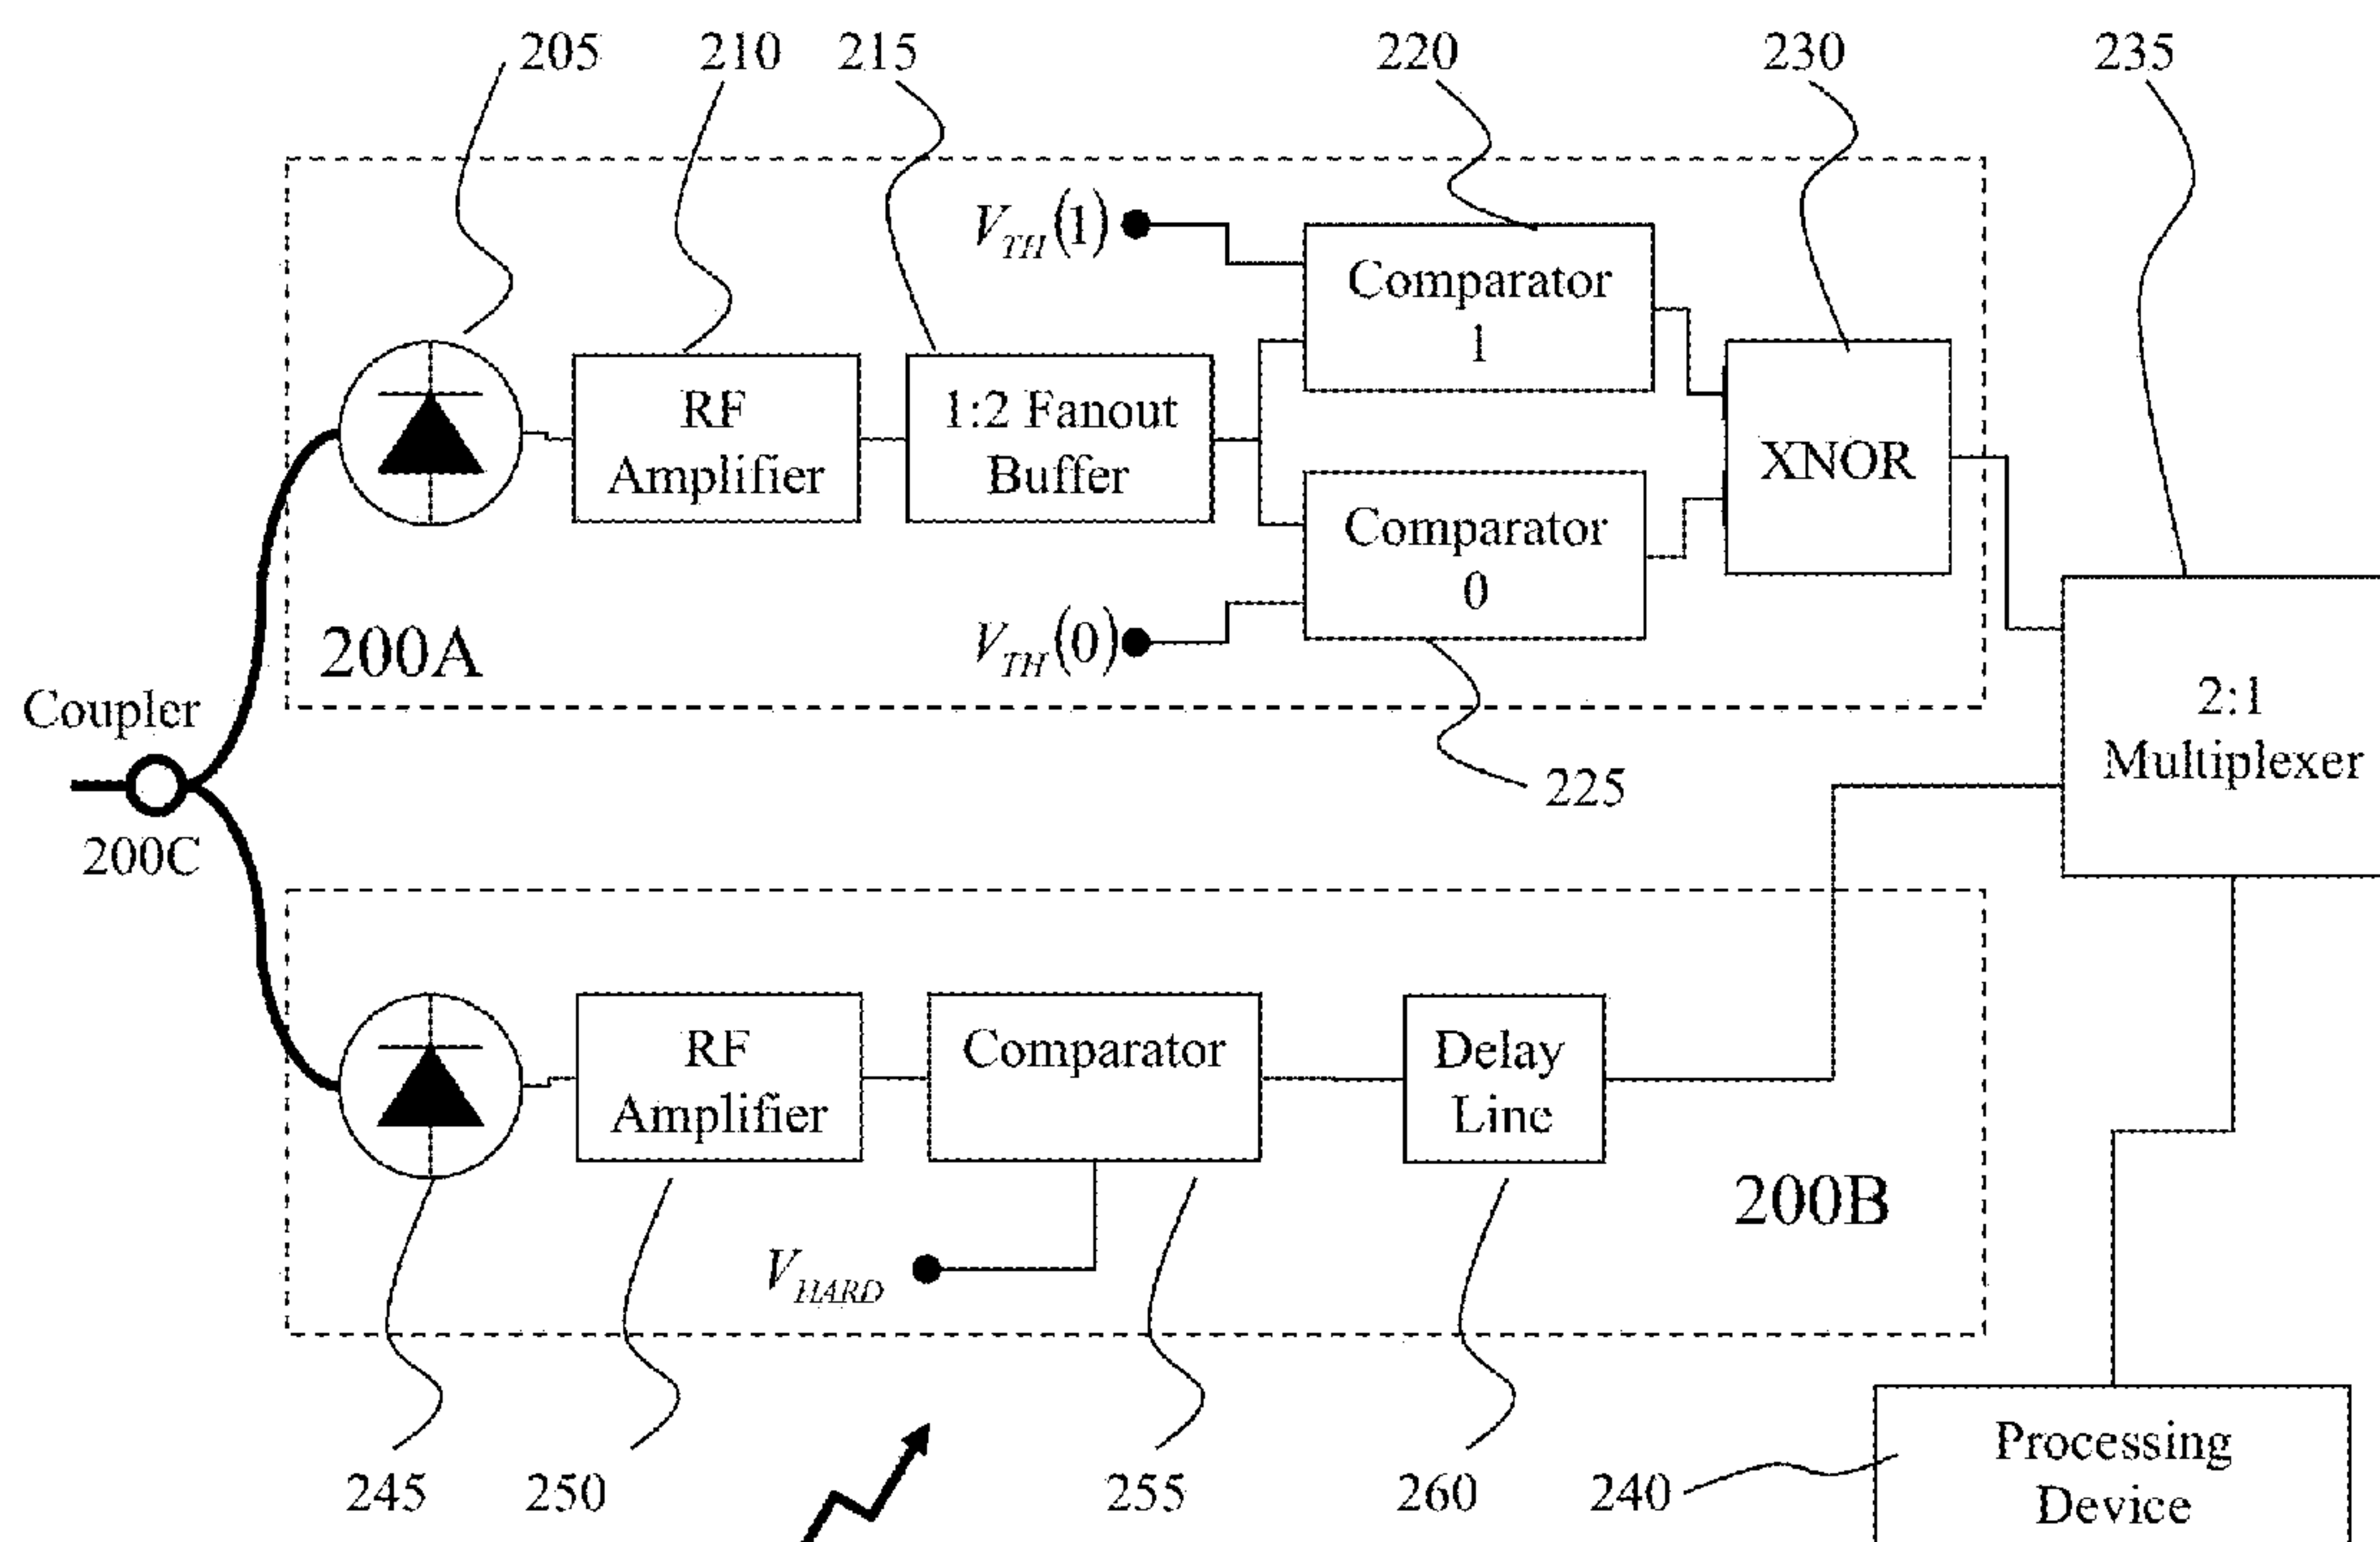 205 210 215 220 230 235
V_TH(1)
Comparator
1
RF
Amplifier
1:2 Fanout
Buffer
XNOR
Comparator
0
V_TH(0)
200A
225
Coupler
200C
2:1
Multiplexer
RF
Amplifier
Comparator
Delay
Line
200B
V_HARD
245 250 255 260 240
Processing
Device